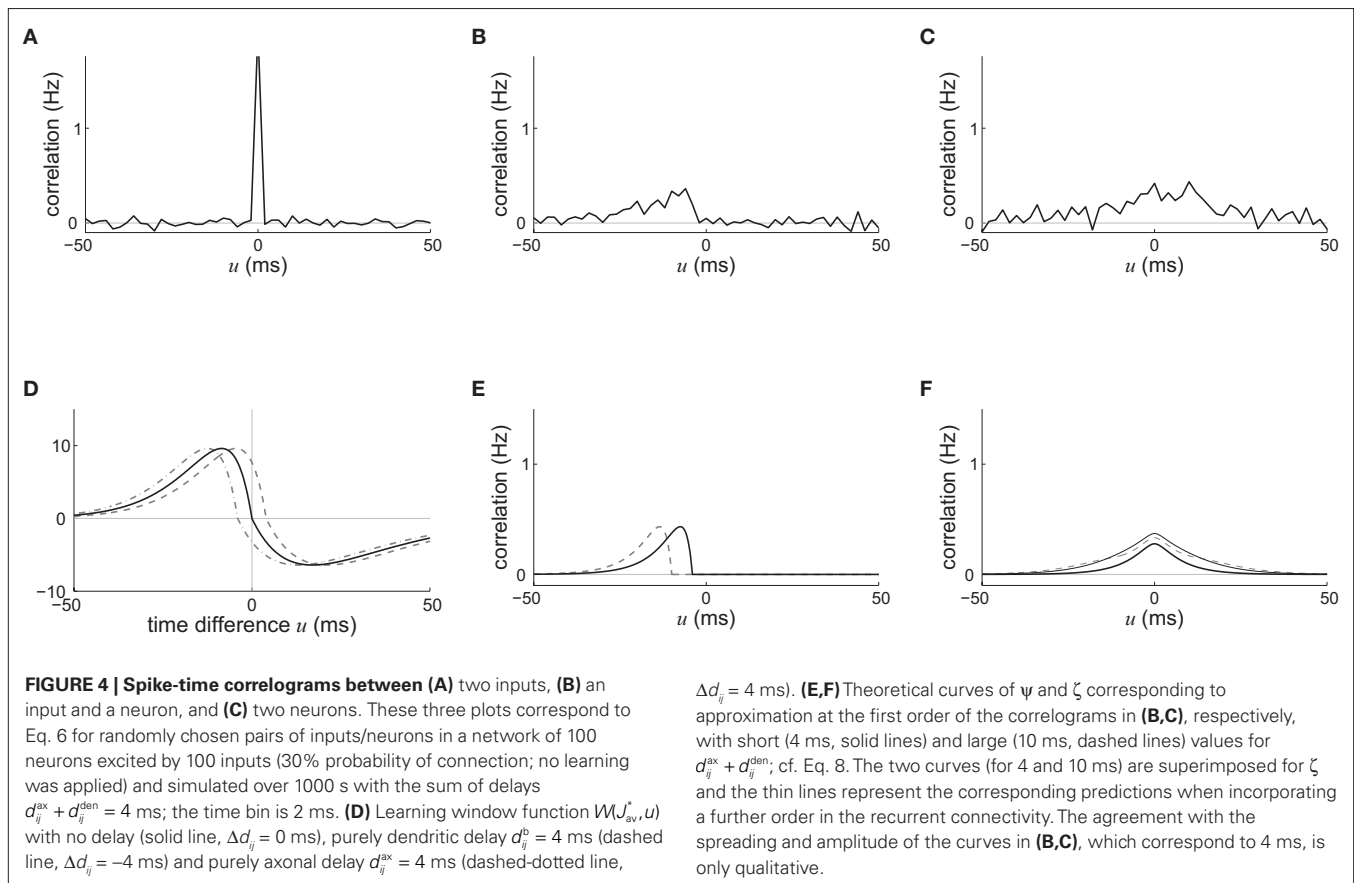 A
correlation (Hz)
1
0
−50
0
50
u (ms)
B
correlation (Hz)
1
0
−50
0
50
u (ms)
C
correlation (Hz)
1
0
−50
0
50
u (ms)
D
10
0
−10
−50
0
50
time difference u (ms)
E
correlation (Hz)
1
0
−50
0
50
u (ms)
F
correlation (Hz)
1
0
−50
0
50
u (ms)
FIGURE 4 | Spike-time correlograms between (A) two inputs, (B) an
input and a neuron, and (C) two neurons. These three plots correspond to
Eq. 6 for randomly chosen pairs of inputs/neurons in a network of 100
neurons excited by 100 inputs (30% probability of connection; no learning
was applied) and simulated over 1000 s with the sum of delays
d_ij^ax + d_ij^den = 4 ms; the time bin is 2 ms. (D) Learning window function W(J*_av, u)
with no delay (solid line, Δd_ij = 0 ms), purely dendritic delay d_ij^b = 4 ms (dashed
line, Δd_ij = −4 ms) and purely axonal delay d_ij^ax = 4 ms (dashed-dotted line,
Δd_ij = 4 ms). (E,F) Theoretical curves of ψ and ζ corresponding to
approximation at the first order of the correlograms in (B,C), respectively,
with short (4 ms, solid lines) and large (10 ms, dashed lines) values for
d_ij^ax + d_ij^den; cf. Eq. 8. The two curves (for 4 and 10 ms) are superimposed for ζ
and the thin lines represent the corresponding predictions when incorporating
a further order in the recurrent connectivity. The agreement with the
spreading and amplitude of the curves in (B,C), which correspond to 4 ms, is
only qualitative.